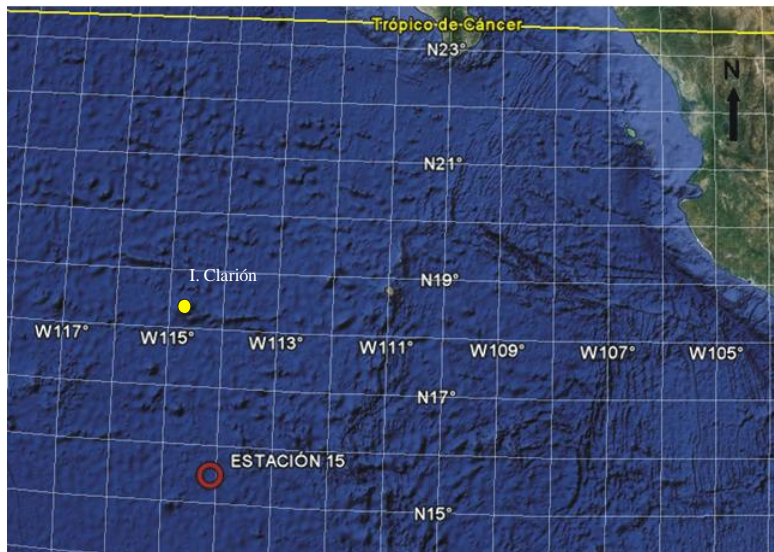 Trópico de Cáncer
N23°
N
N21°
I. Clarión
N19°
W117°
W115°
W113°
W111°
W109°
W107°
W105°
N17°
ESTACIÓN 15
N15°